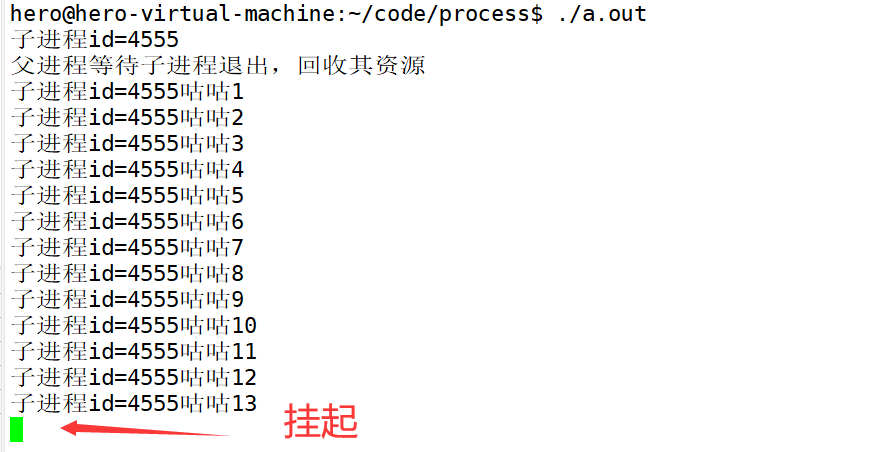 hero@hero-virtual-machine:~/code/process$ ./a.out
子进程id=4555
父进程等待子进程退出，回收其资源
子进程id=4555咕咕1
子进程id=4555咕咕2
子进程id=4555咕咕3
子进程id=4555咕咕4
子进程id=4555咕咕5
子进程id=4555咕咕6
子进程id=4555咕咕7
子进程id=4555咕咕8
子进程id=4555咕咕9
子进程id=4555咕咕10
子进程id=4555咕咕11
子进程id=4555咕咕12
子进程id=4555咕咕13
挂起